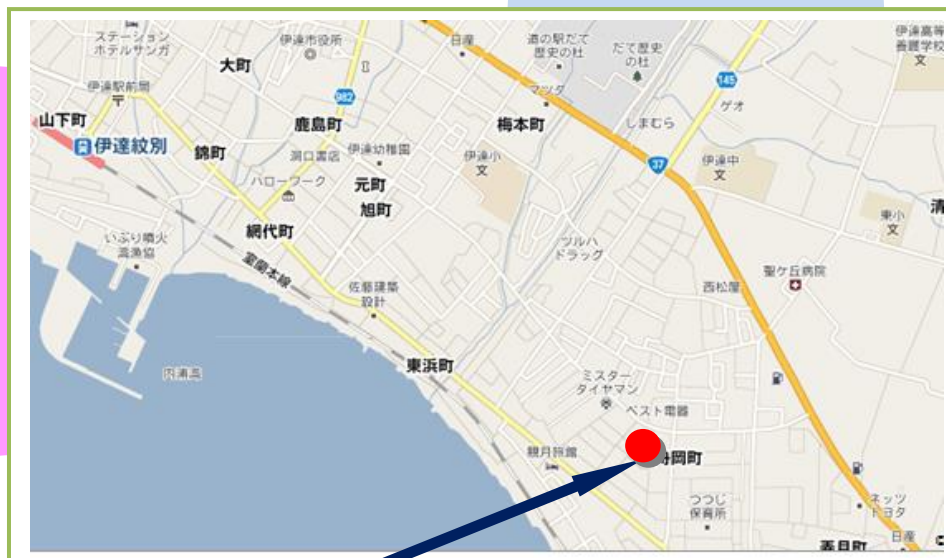 ステーション
ホテルサンガ
伊達市役所
大町
982
日産
道の駅だて
歴史の杜
だて歴史
の杜
145
伊達高等
養護学校
文
伊達駅前局
山下町
伊達紋別
錦町
鹿島町
洞口書店
伊達幼稚園
ハローワーク
元町
旭町
網代町
マツダ
梅本町
しまむら
ゲオ
37
伊達小
文
伊達中
文
東小
文
清
いぶり噴火
湾漁協
室蘭本線
佐藤建築
設計
ツルハ
ドラッグ
聖ケ丘病院
西松屋
東浜町
内浦湾
ミスター
タイヤマン
ベスト電器
観月旅館
舟岡町
つつじ
保育所
ネッツ
トヨタ
日産